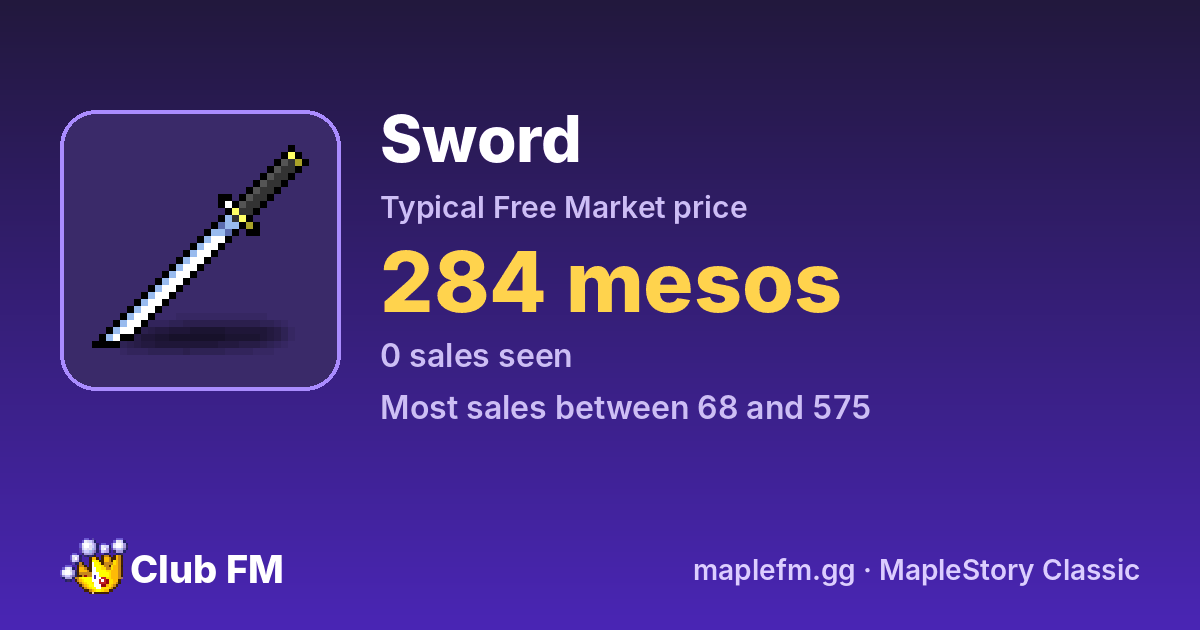 Sword
Typical Free Market price
284 mesos
0 sales seen
Most sales between 68 and 575
Club FM
maplefm.gg · MapleStory Classic